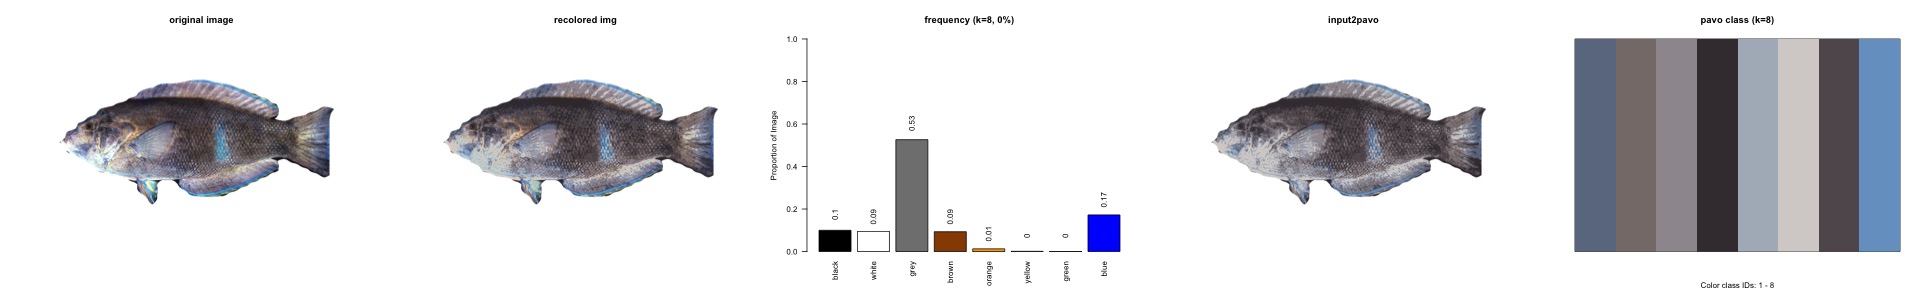 original image
recolored img
frequency (k=8, 0%)
input2pavo
pavo class (k=8)
Proportion of Image
1.0
0.8
0.6
0.4
0.2
0.0
0.1
0.09
0.53
0.09
0.01
0
0
0.17
black
white
grey
brown
orange
yellow
green
blue
Color class IDs: 1 - 8